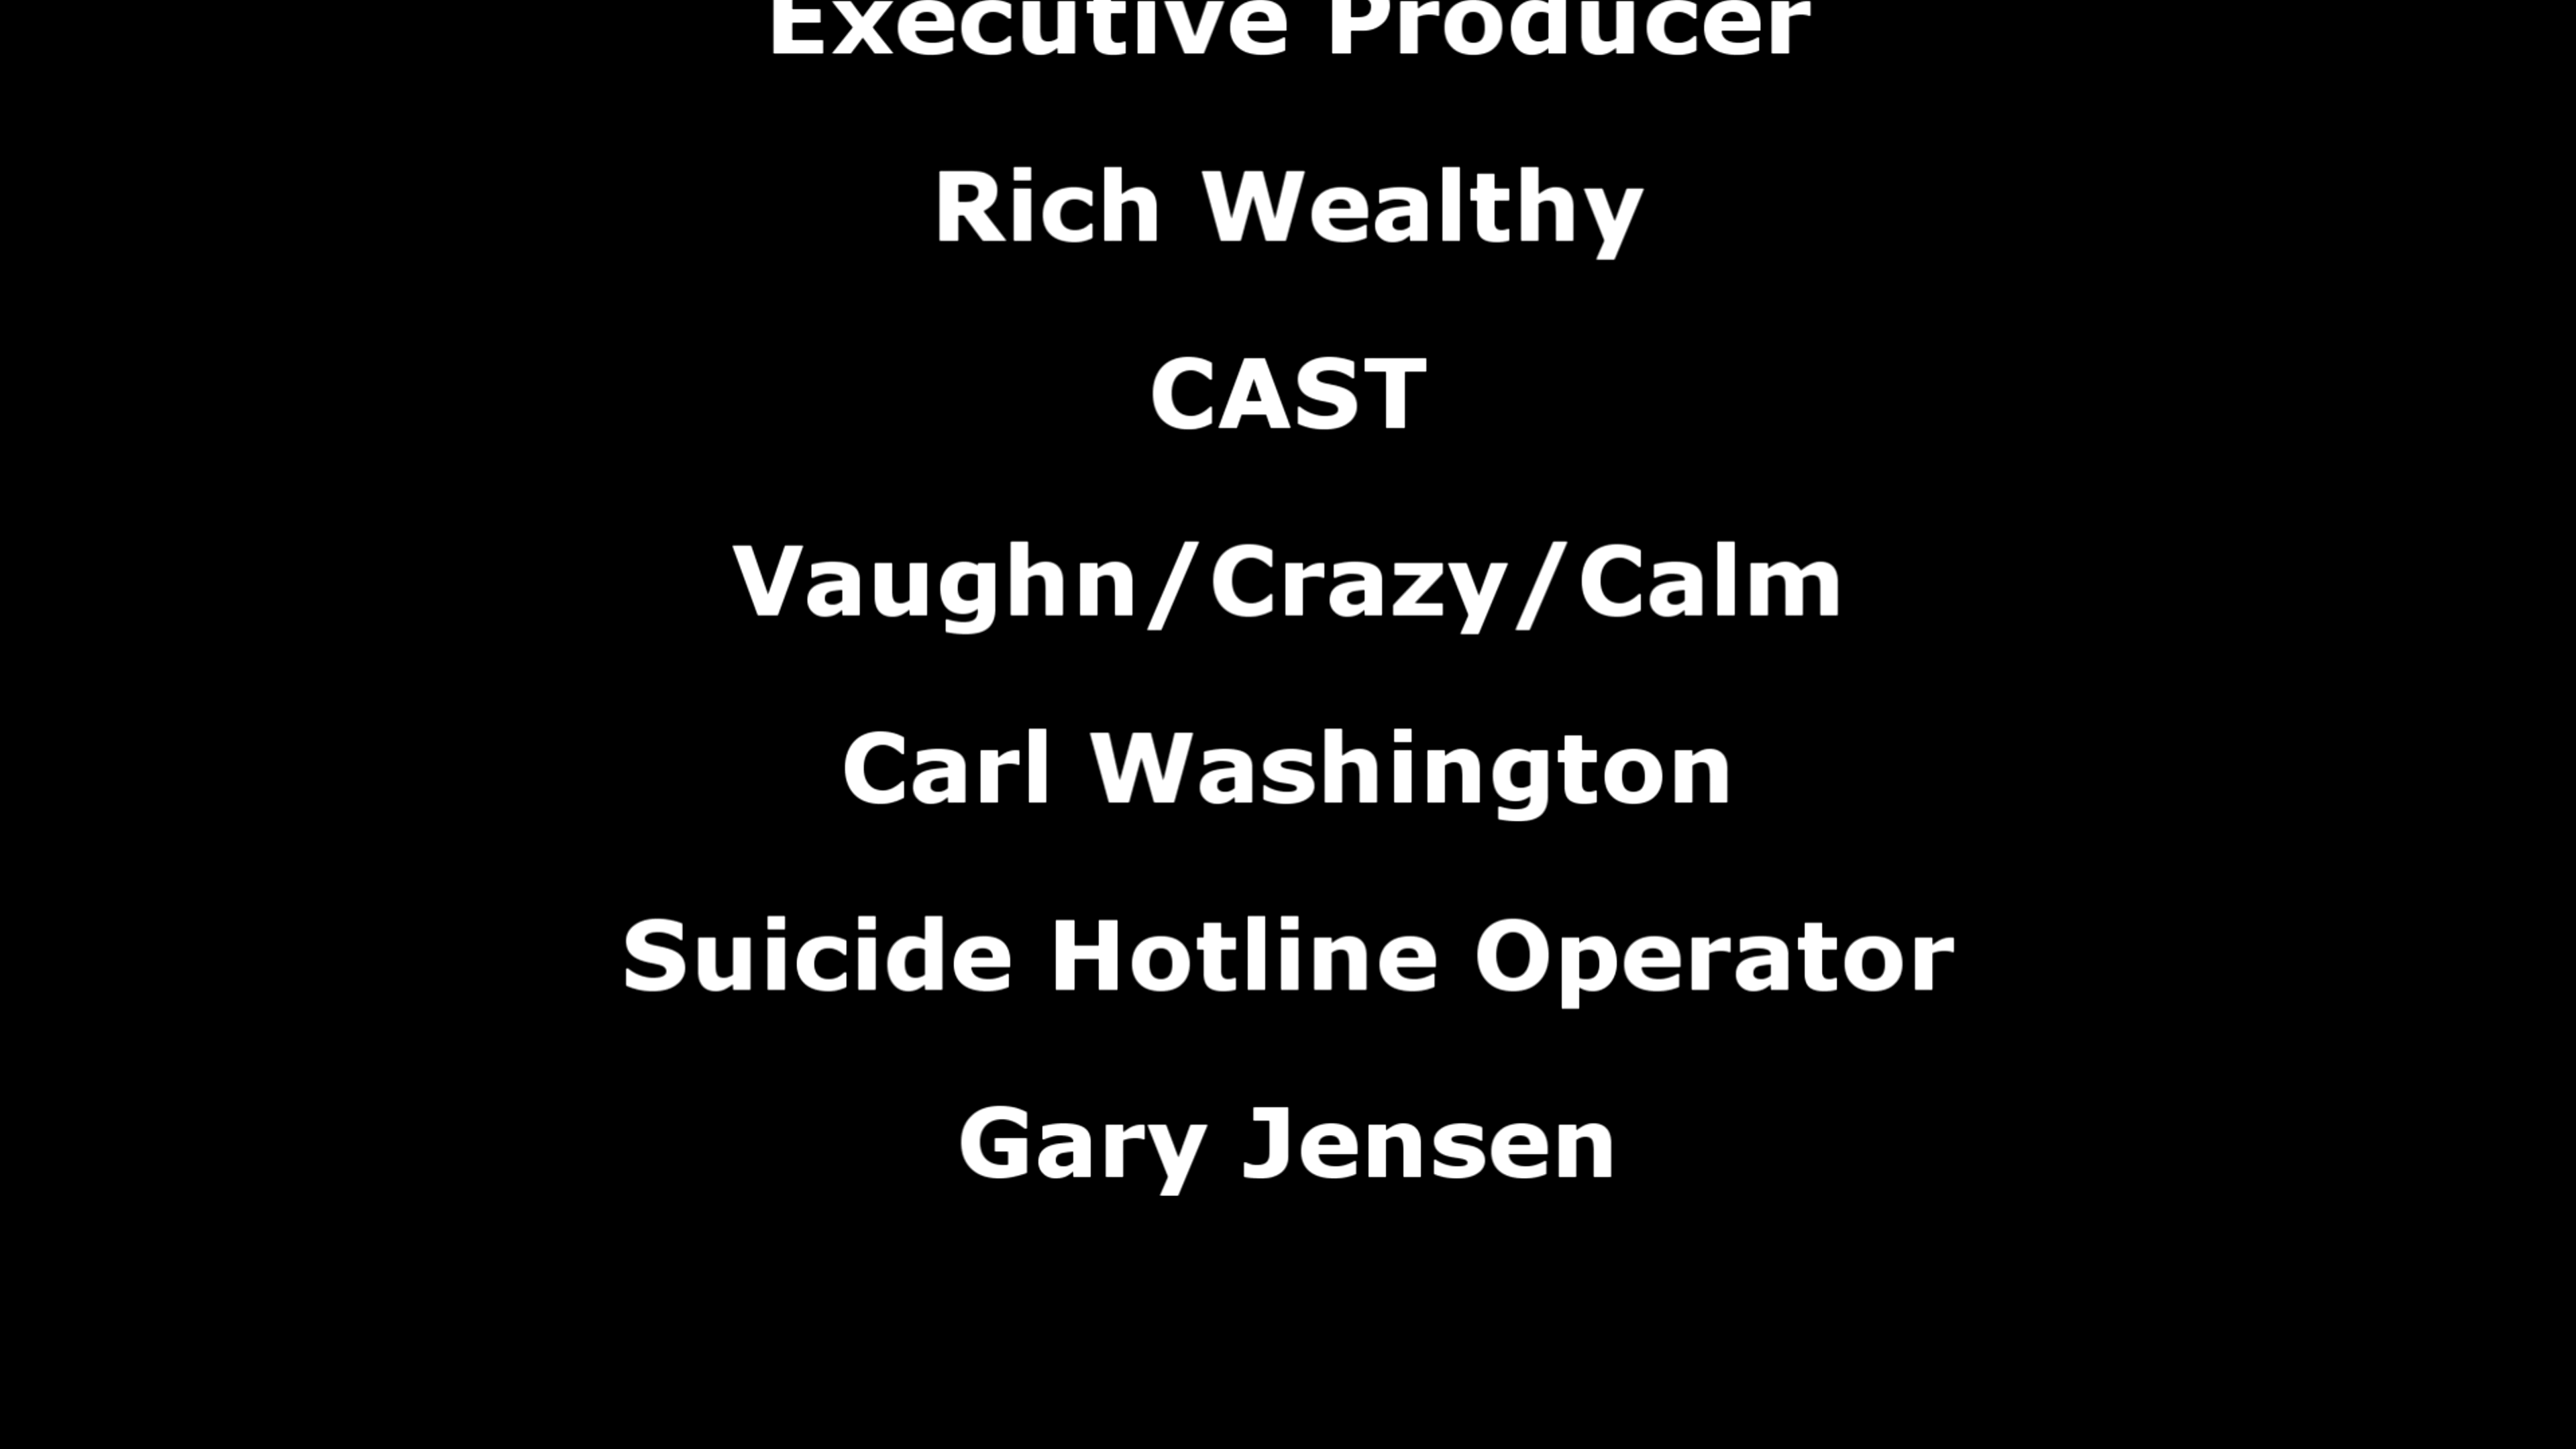 Executive Producer
Rich Wealthy
CAST
Vaughn/Crazy/Calm
Carl Washington
Suicide Hotline Operator
Gary Jensen